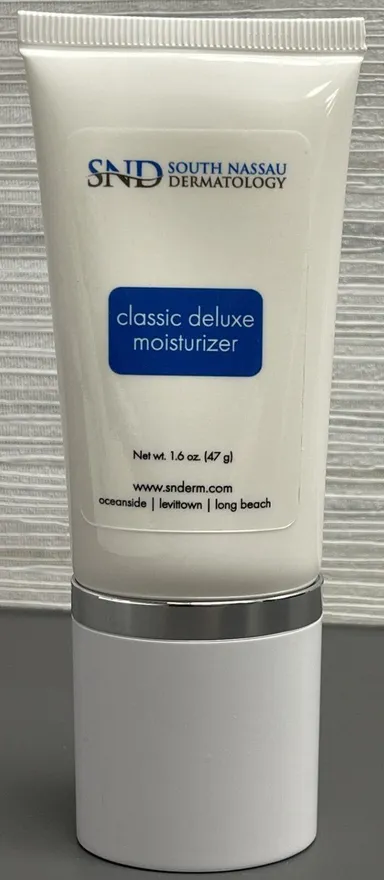 SND SOUTH NASSAU
DERMATOLOGY
classic deluxe
moisturizer
Net wt. 1.6 oz. (47 g)
www.snderm.com
oceanside | levittown | long beach